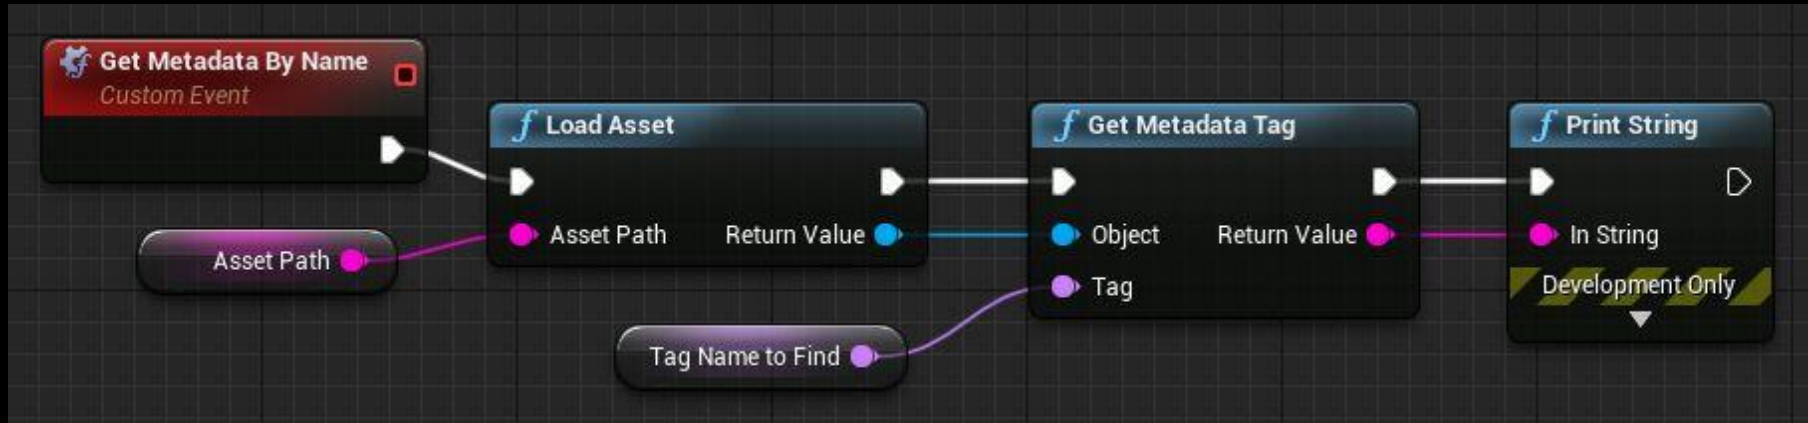 Get Metadata By Name
Custom Event
Asset Path
Load Asset
Asset Path Return Value
Tag Name to Find
Get Metadata Tag
Object Return Value
Tag
Print String
In String
Development Only